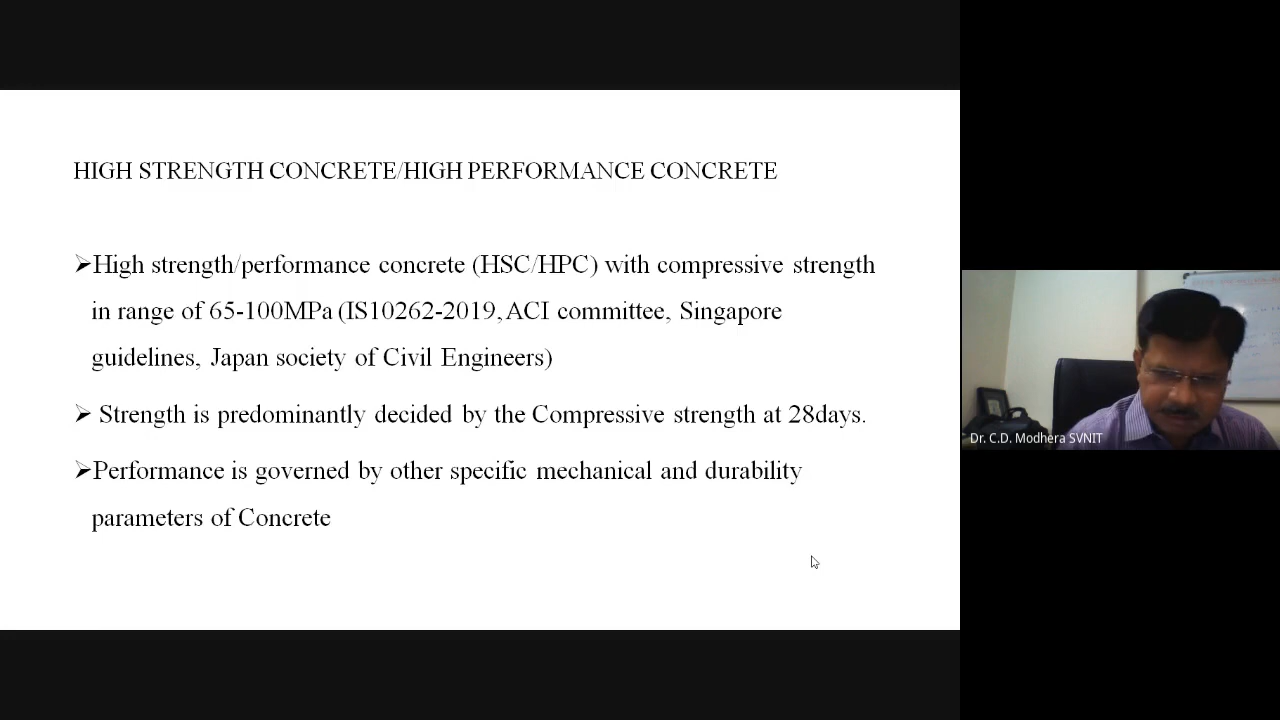 HIGH STRENGTH CONCRETE/HIGH PERFORMANCE CONCRETE
➤High strength/performance concrete (HSC/HPC) with compressive strength
in range of 65-100MPa (IS10262-2019, ACI committee, Singapore
guidelines, Japan society of Civil Engineers)
➤ Strength is predominantly decided by the Compressive strength at 28days.
➤Performance is governed by other specific mechanical and durability
parameters of Concrete
Dr. C.D. Modhera SVNIT